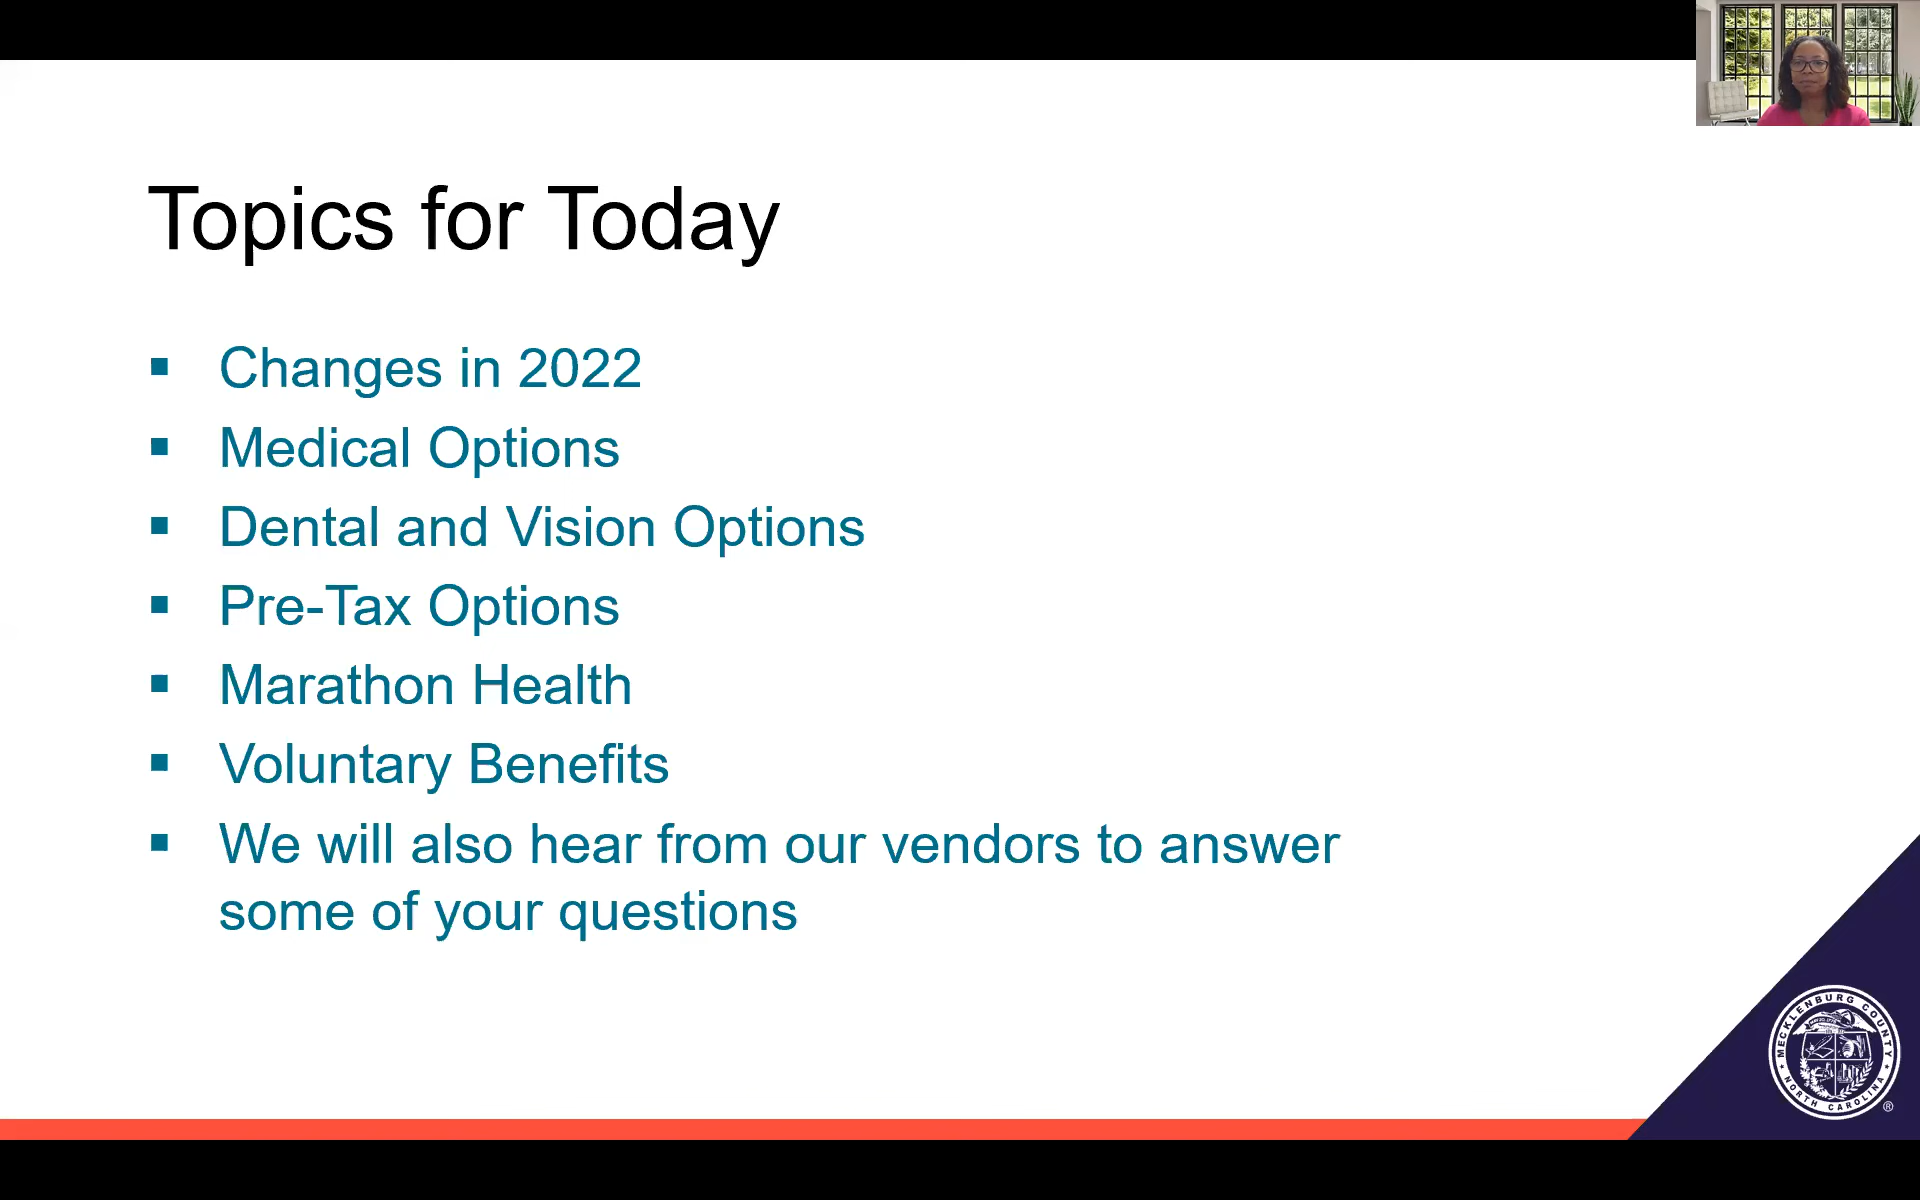 Topics for Today
Changes in 2022
Medical Options
Dental and Vision Options
Pre-Tax Options
Marathon Health
Voluntary Benefits
We will also hear from our vendors to answer
some of your questions
MECKLENBURG COUNTY
NORTH CAROLINA
®